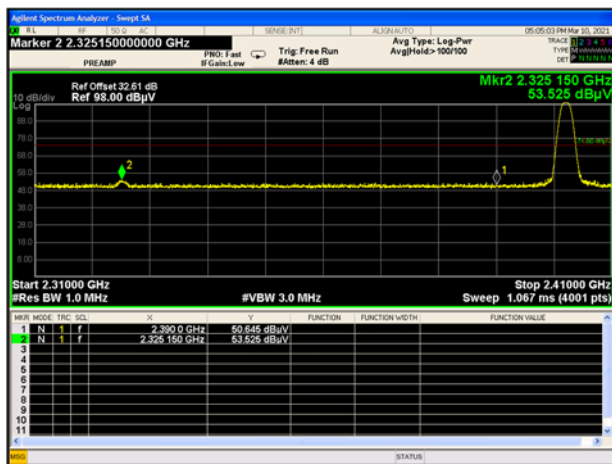 Agilent Spectrum Analyzer - Swept SA
RL RF 50 Ω AC SENSE:INT ALIGNAUTO 05:05:03 PM Mar 10, 2021
Marker 2 2.325150000000 GHz
Avg Type: Log-Pwr
TRACE 1 2 3 4 5 6
PREAMP
PNO: Fast
IFGain:Low
Trig: Free Run
#Atten: 4 dB
Avg|Hold:>100/100
TYPE
DET P N N N N N
Mkr2 2.325 150 GHz
53.525 dBµV
Ref Offset 32.61 dB
10 dB/div Ref 98.00 dBµV
Log
88.0
78.0
68.0
58.0
48.0
38.0
28.0
18.0
8.00
2
1
Start 2.31000 GHz
Stop 2.41000 GHz
#Res BW 1.0 MHz
#VBW 3.0 MHz
Sweep 1.067 ms (4001 pts)
MKR MODE TRC SCL X Y FUNCTION FUNCTION WIDTH FUNCTION VALUE
1 N 1 f 2.390 0 GHz 50.645 dBµV
2 N 1 f 2.325 150 GHz 53.525 dBµV
3
4
5
6
7
8
9
10
11
MSG
STATUS